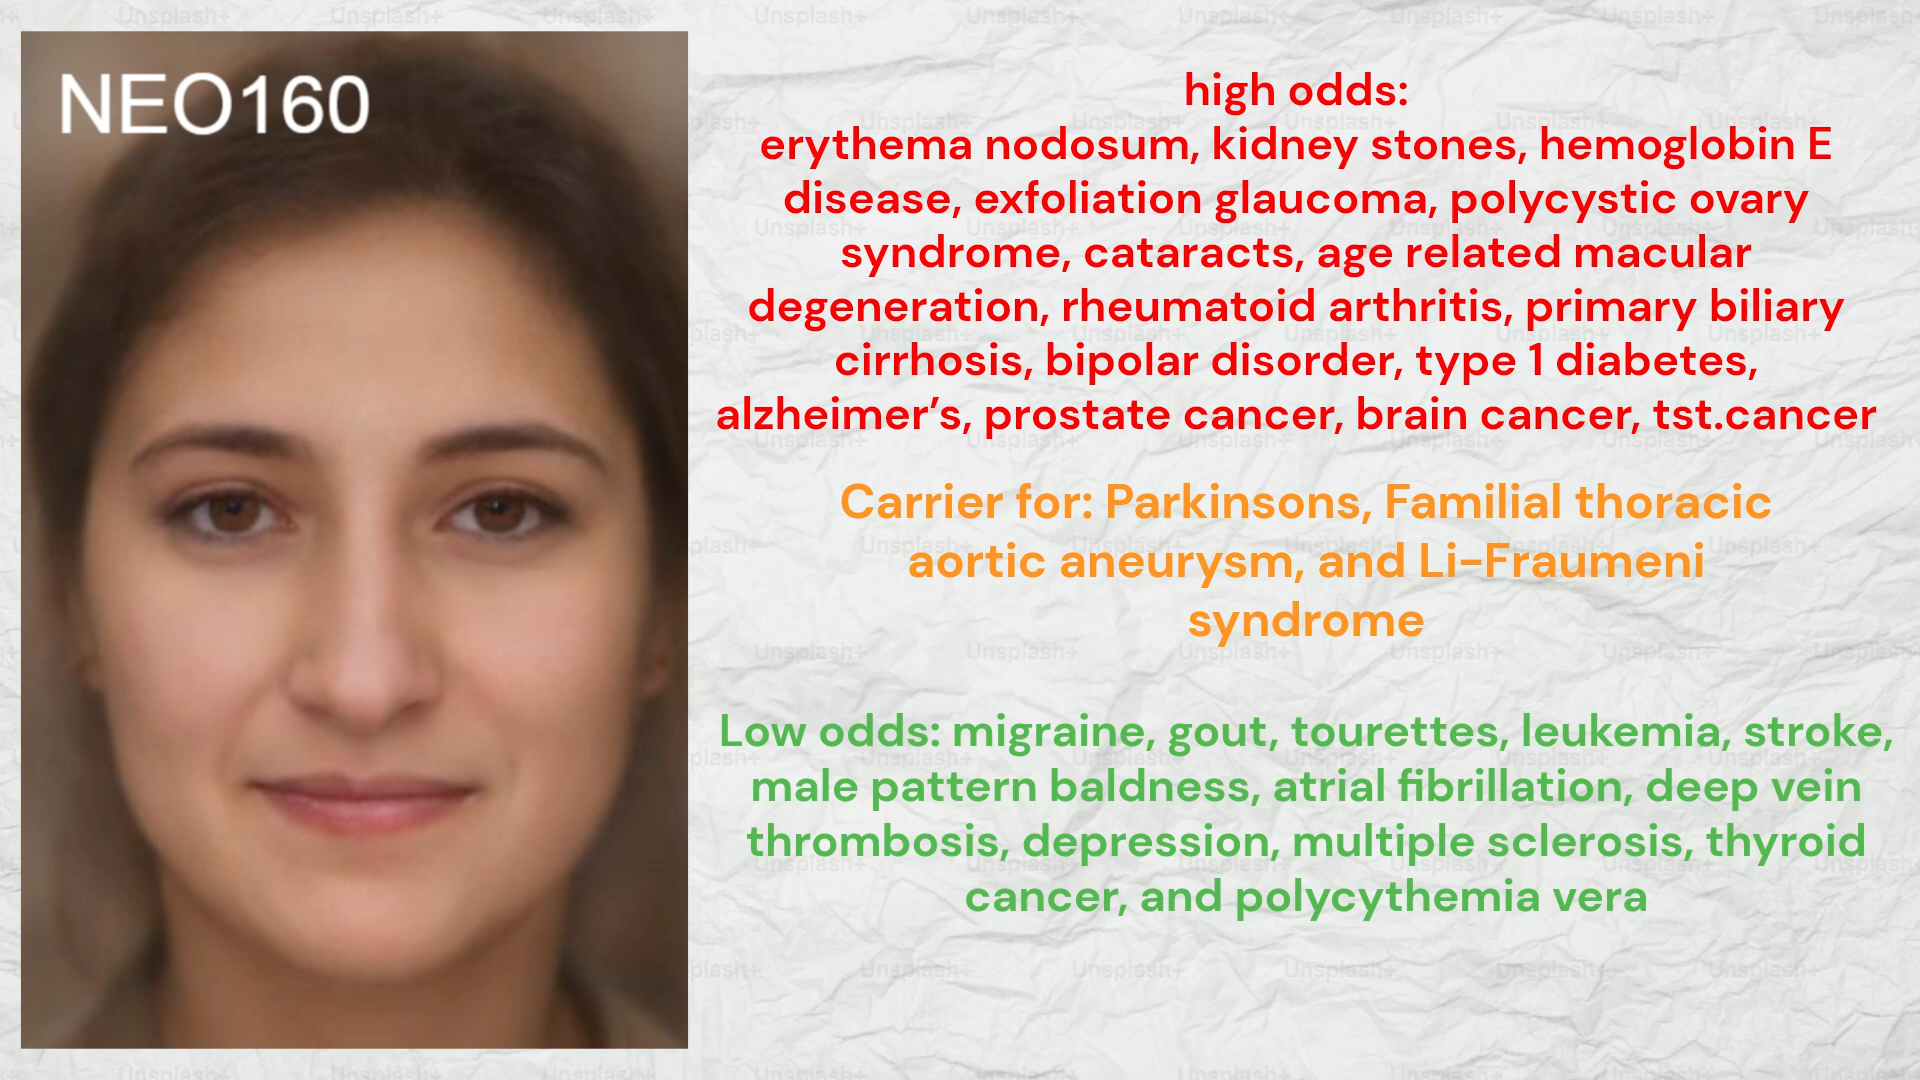 NEO160
high odds:
erythema nodosum, kidney stones, hemoglobin E
disease, exfoliation glaucoma, polycystic ovary
syndrome, cataracts, age related macular
degeneration, rheumatoid arthritis, primary biliary
cirrhosis, bipolar disorder, type 1 diabetes,
alzheimer’s, prostate cancer, brain cancer, tst.cancer
Carrier for: Parkinsons, Familial thoracic
aortic aneurysm, and Li-Fraumeni
syndrome
Low odds: migraine, gout, tourettes, leukemia, stroke,
male pattern baldness, atrial fibrillation, deep vein
thrombosis, depression, multiple sclerosis, thyroid
cancer, and polycythemia vera